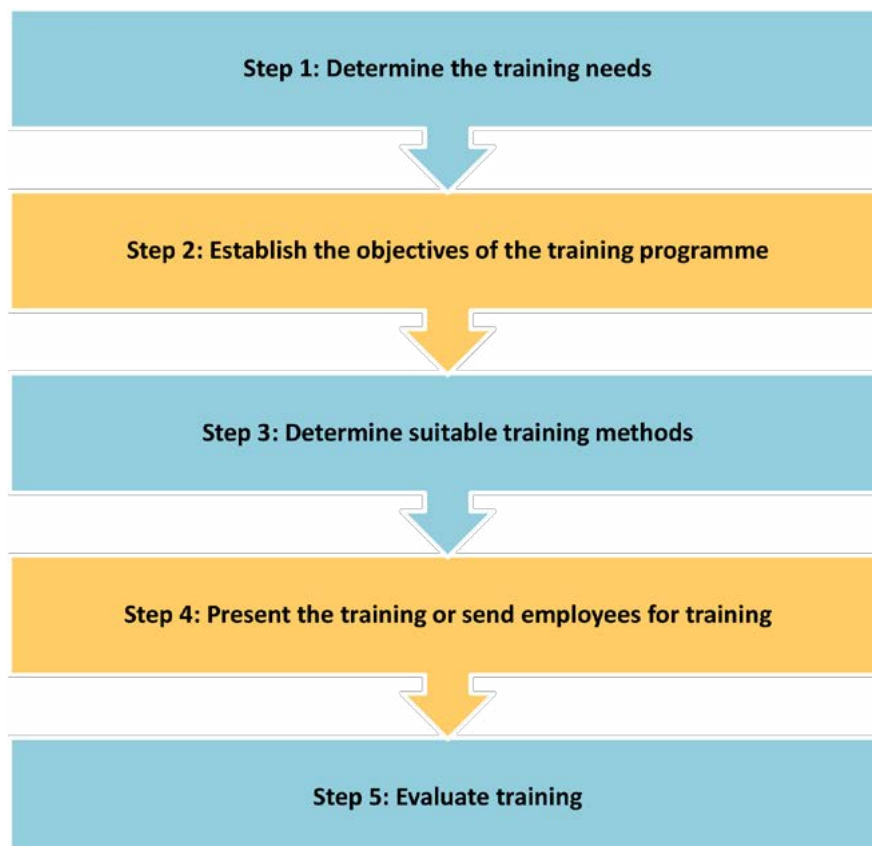 Step 1: Determine the training needs
Step 2: Establish the objectives of the training programme
Step 3: Determine suitable training methods
Step 4: Present the training or send employees for training
Step 5: Evaluate training